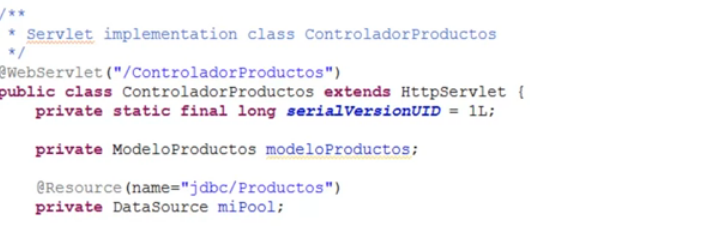 /**
 * Servlet implementation class ControladorProductos
 */
@WebServlet("/ControladorProductos")
public class ControladorProductos extends HttpServlet {
    private static final long serialVersionUID = 1L;

    private ModeloProductos modeloProductos;

    @Resource(name="jdbc/Productos")
    private DataSource miPool;